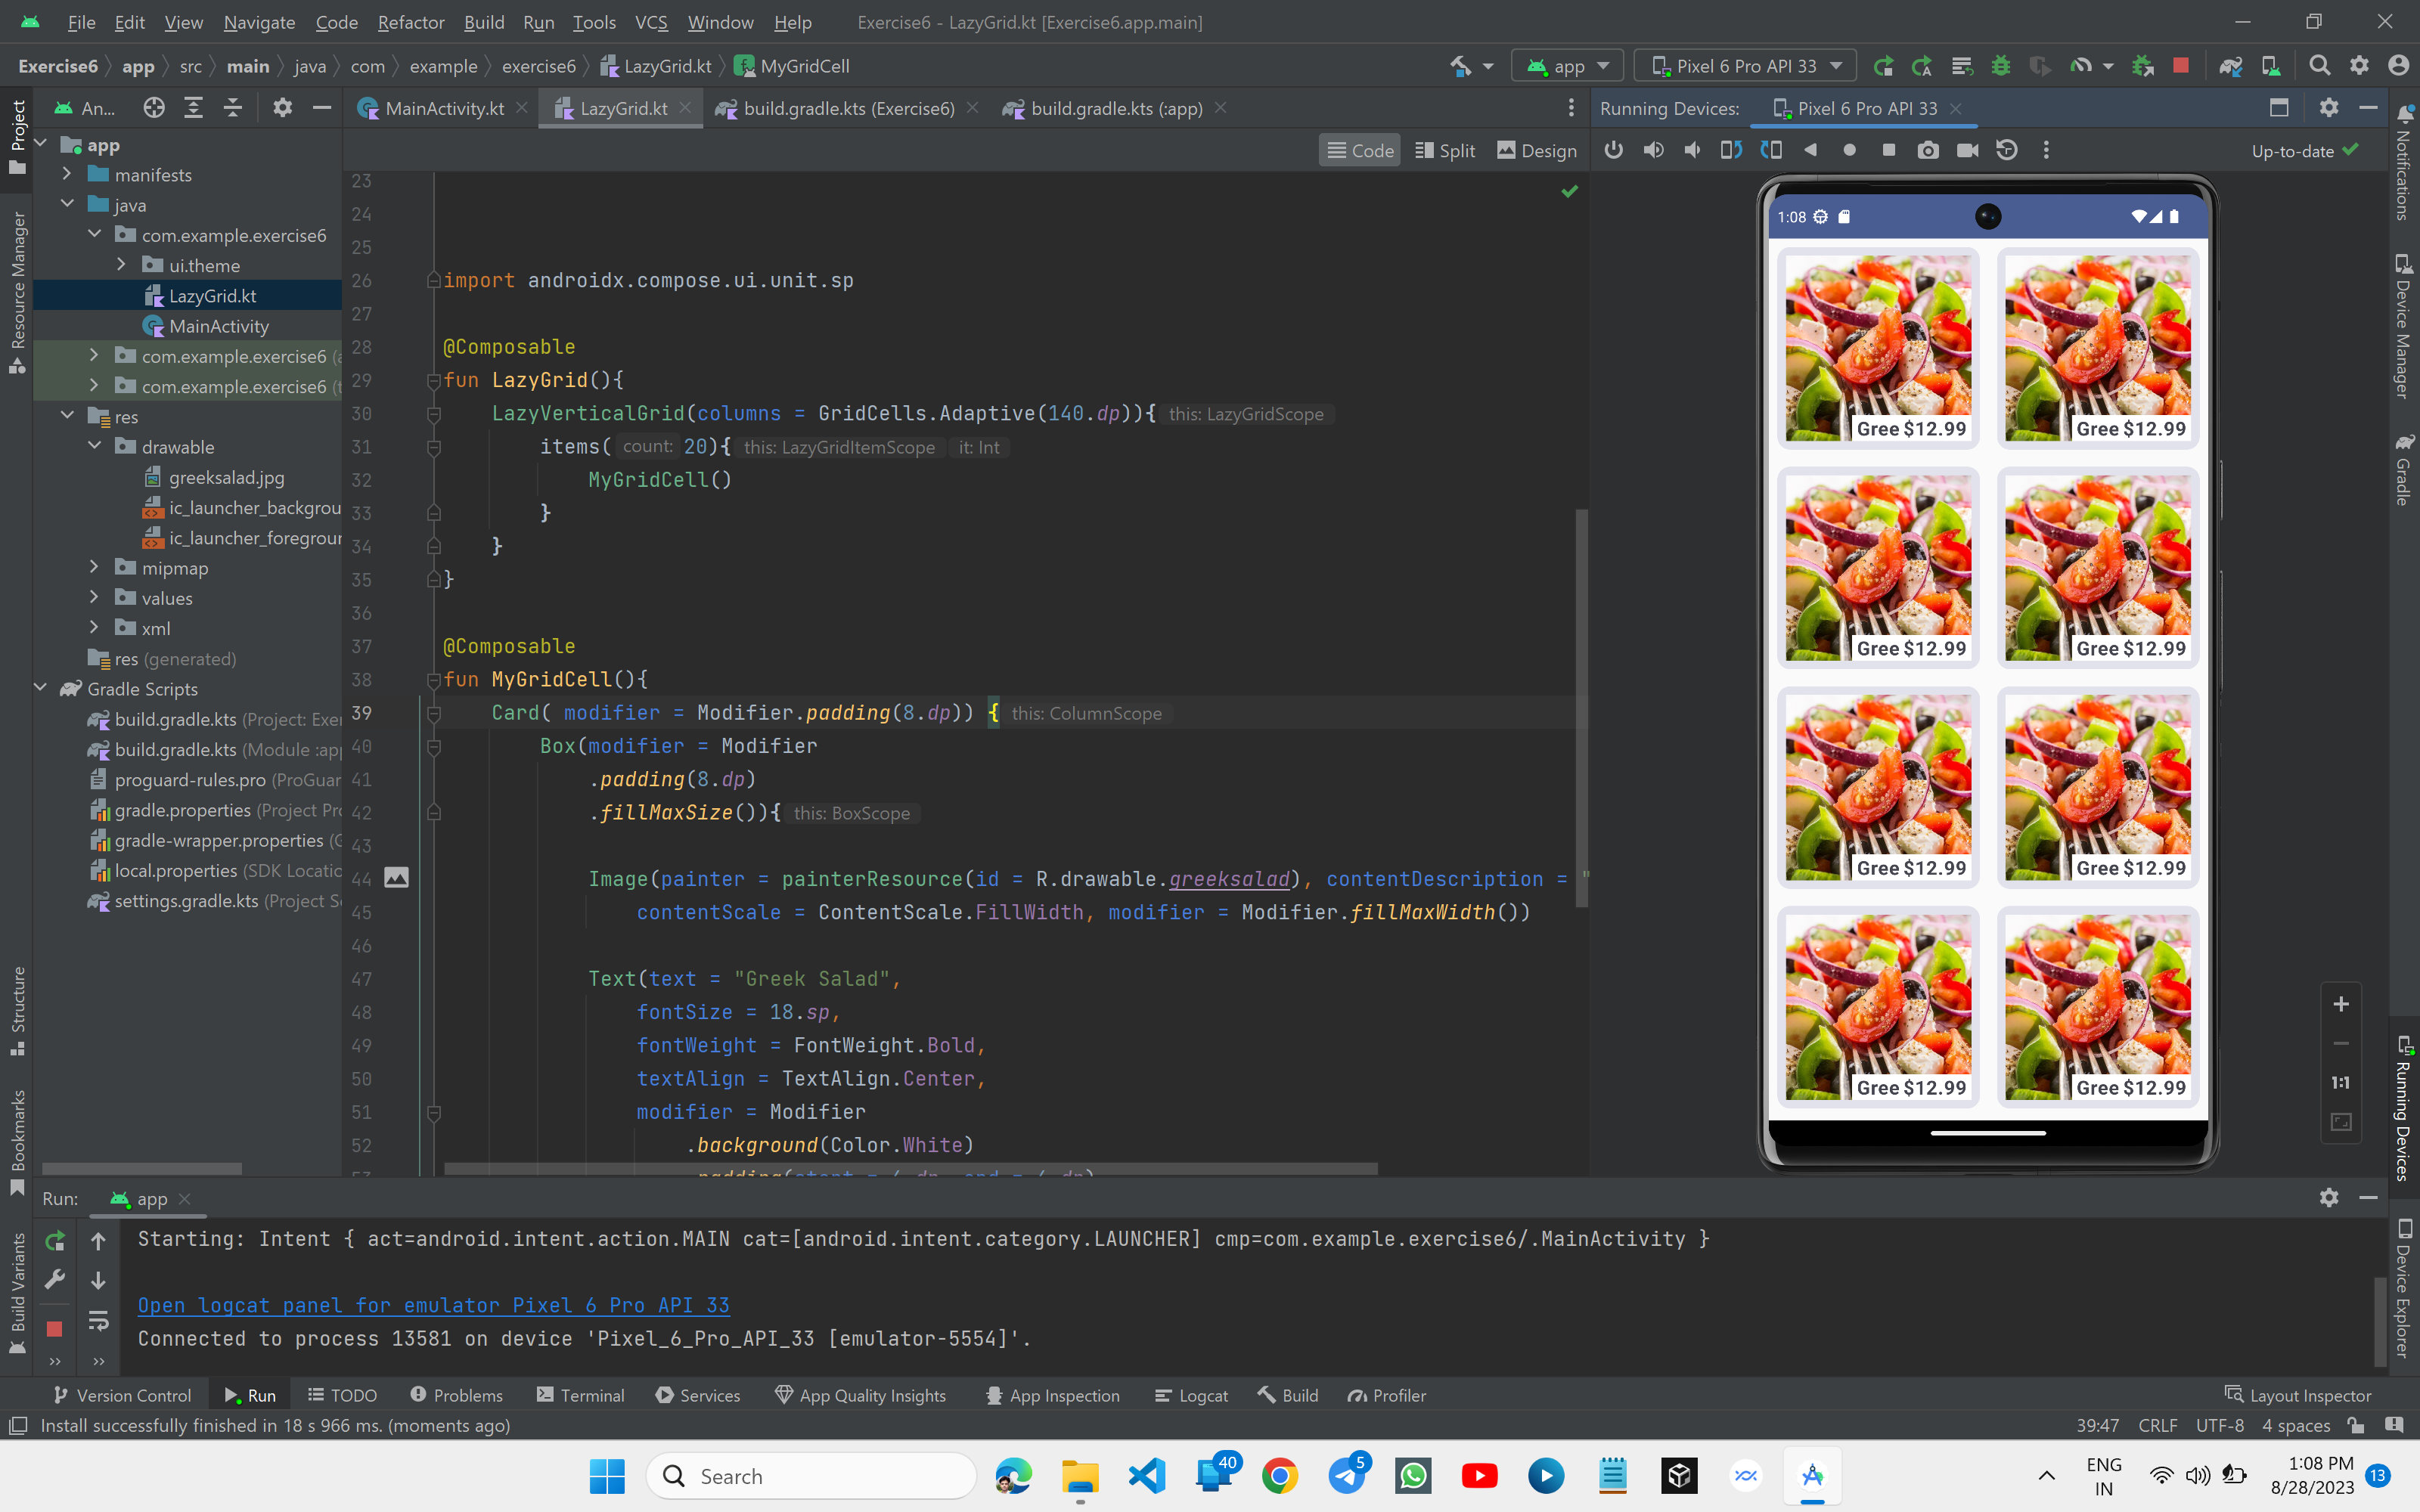 File Edit View Navigate Code Refactor Build Run Tools VCS Window Help Exercise6 - LazyGrid.kt [Exercise6.app.main]
Exercise6 app src main java com example exercise6 LazyGrid.kt MyGridCell app Pixel 6 Pro API 33
An... MainActivity.kt LazyGrid.kt build.gradle.kts (Exercise6) build.gradle.kts (:app) Running Devices: Pixel 6 Pro API 33
Code Split Design Up-to-date
Project
Resource Manager
Structure
Bookmarks
Build Variants
app
manifests
java
com.example.exercise6
ui.theme
LazyGrid.kt
MainActivity
com.example.exercise6
com.example.exercise6
res
drawable
greeksalad.jpg
ic_launcher_backgrou
ic_launcher_foregrour
mipmap
values
xml
res (generated)
Gradle Scripts
build.gradle.kts (Project: Exer
build.gradle.kts (Module :app
proguard-rules.pro (ProGuar
gradle.properties (Project Pro
gradle-wrapper.properties (G
local.properties (SDK Locatio
settings.gradle.kts (Project Se
23
24
25
26 import androidx.compose.ui.unit.sp
27
28 @Composable
29 fun LazyGrid(){
30 LazyVerticalGrid(columns = GridCells.Adaptive(140.dp)){ this: LazyGridScope
31 items( count: 20){ this: LazyGridItemScope it: Int
32 MyGridCell()
33 }
34 }
35 }
36
37 @Composable
38 fun MyGridCell(){
39 Card( modifier = Modifier.padding(8.dp)) { this: ColumnScope
40 Box(modifier = Modifier
41 .padding(8.dp)
42 .fillMaxSize()){ this: BoxScope
43
44 Image(painter = painterResource(id = R.drawable.greeksalad), contentDescription = "
45 contentScale = ContentScale.FillWidth, modifier = Modifier.fillMaxWidth())
46
47 Text(text = "Greek Salad",
48 fontSize = 18.sp,
49 fontWeight = FontWeight.Bold,
50 textAlign = TextAlign.Center,
51 modifier = Modifier
52 .background(Color.White)
1:08
Gree $12.99 Gree $12.99
Gree $12.99 Gree $12.99
Gree $12.99 Gree $12.99
Gree $12.99 Gree $12.99
1:1
Notifications
Device Manager
Gradle
Running Devices
Device Explorer
Run: app
Starting: Intent { act=android.intent.action.MAIN cat=[android.intent.category.LAUNCHER] cmp=com.example.exercise6/.MainActivity }
Open logcat panel for emulator Pixel 6 Pro API 33
Connected to process 13581 on device 'Pixel_6_Pro_API_33 [emulator-5554]'.
Version Control Run TODO Problems Terminal Services App Quality Insights App Inspection Logcat Build Profiler Layout Inspector
Install successfully finished in 18 s 966 ms. (moments ago) 39:47 CRLF UTF-8 4 spaces
Search 40 5 ENG 1:08 PM
IN 8/28/2023 13